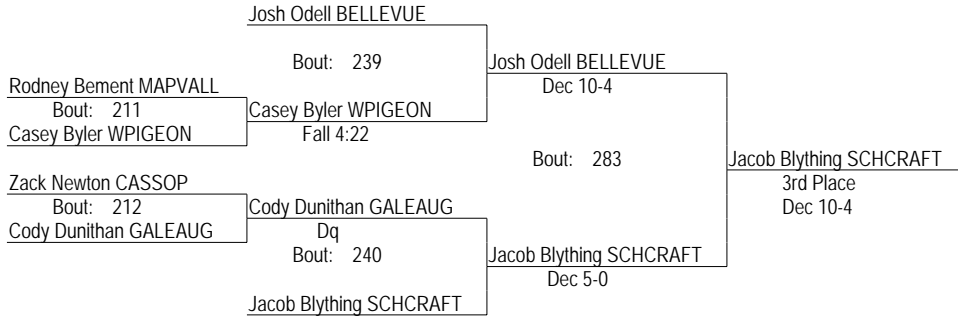 Josh Odell BELLEVUE
Bout: 239
Josh Odell BELLEVUE
Dec 10-4
Rodney Bement MAPVALL
Bout: 211
Casey Byler WPIGEON
Fall 4:22
Casey Byler WPIGEON
Bout: 283
Jacob Blything SCHCRAFT
3rd Place
Dec 10-4
Zack Newton CASSOP
Bout: 212
Cody Dunithan GALEAUG
Dq
Cody Dunithan GALEAUG
Bout: 240
Jacob Blything SCHCRAFT
Dec 5-0
Jacob Blything SCHCRAFT